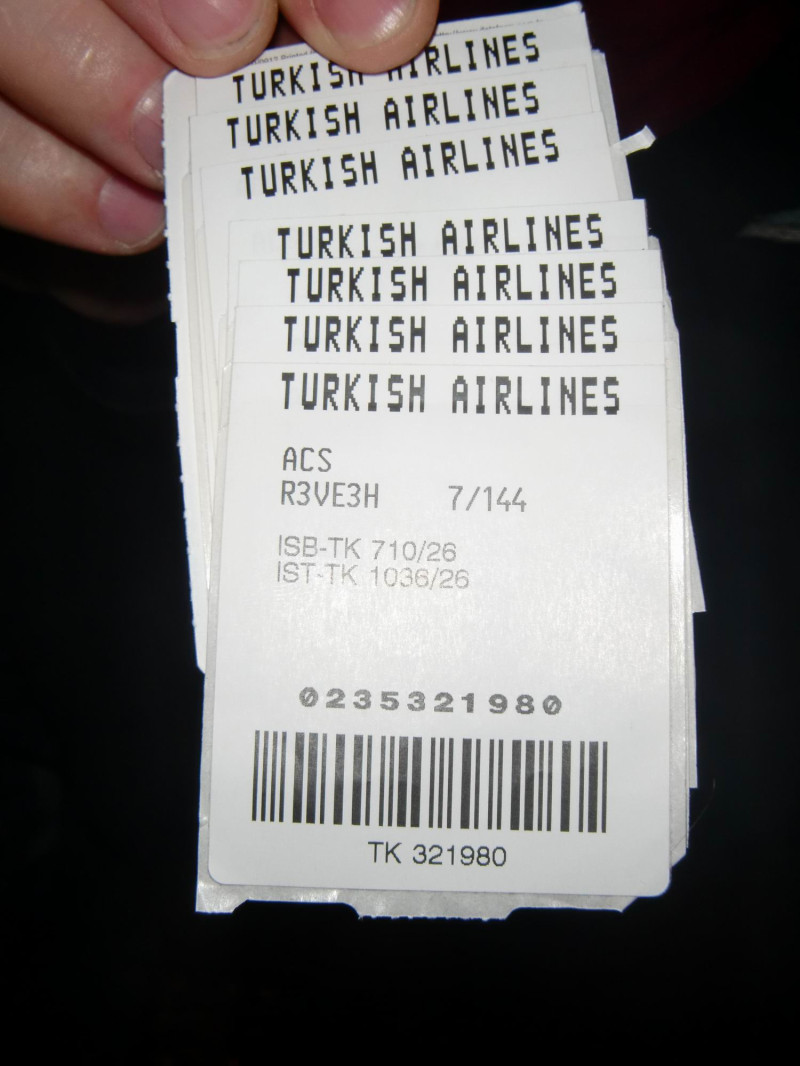 TURKISH AIRLINES
TURKISH AIRLINES
TURKISH AIRLINES
TURKISH AIRLINES
TURKISH AIRLINES
TURKISH AIRLINES
TURKISH AIRLINES
ACS
R3VE3H 7/144
ISB-TK 710/26
IST-TK 1036/26
0235321980
TK 321980